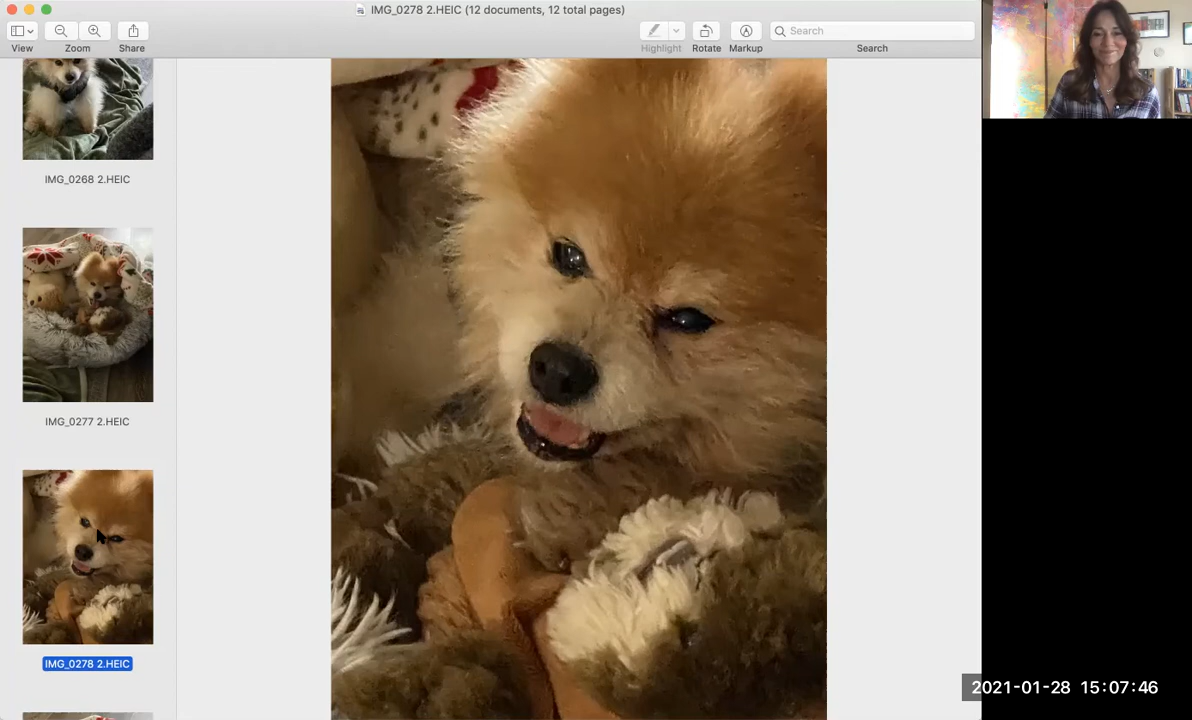 IMG_0278 2.HEIC (12 documents, 12 total pages)
View
Zoom
Share
Highlight
Rotate
Markup
Search
Search
IMG_0268 2.HEIC
IMG_0277 2.HEIC
IMG_0278 2.HEIC
2021-01-28 15:07:46